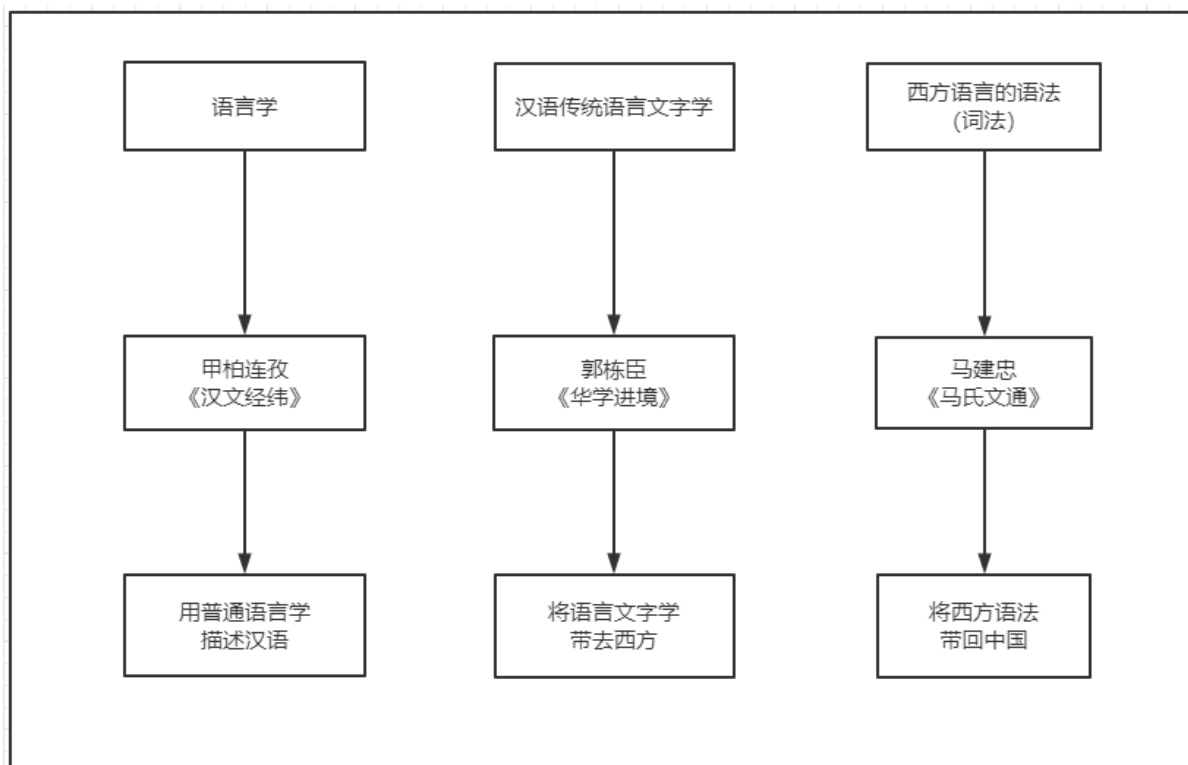 语言学
汉语传统语言文字学
西方语言的语法
(词法)
甲柏连孜
《汉文经纬》
郭栋臣
《华学进境》
马建忠
《马氏文通》
用普通语言学
描述汉语
将语言文字学
带去西方
将西方语法
带回中国